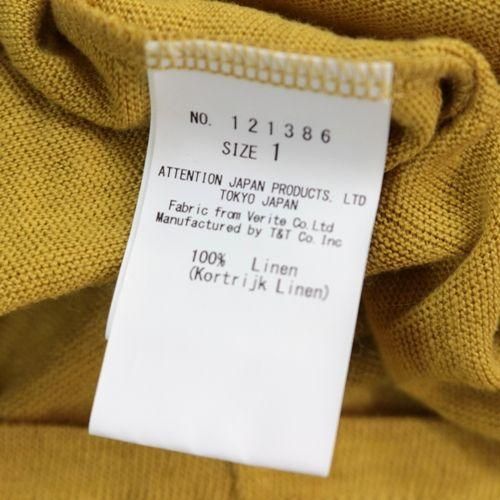 NO. 121386
SIZE 1
ATTENTION JAPAN PRODUCTS. LTD
TOKYO JAPAN
Fabric from Verite Co. Ltd
Manufactured by T&T Co. Inc
100% Linen
(Kortrijk Linen)